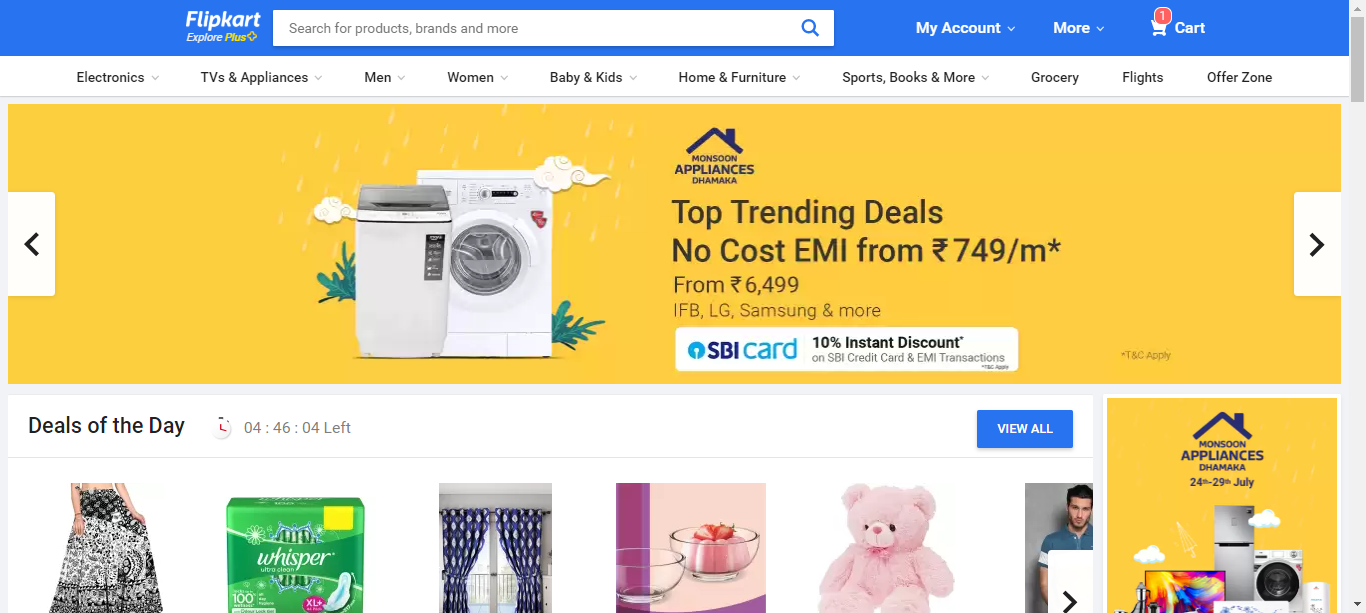 Flipkart
Explore Plus
Search for products, brands and more
My Account
More
1
Cart
Electronics
TVs & Appliances
Men
Women
Baby & Kids
Home & Furniture
Sports, Books & More
Grocery
Flights
Offer Zone
MONSOON
APPLIANCES
DHAMAKA
Top Trending Deals
No Cost EMI from ₹749/m*
From ₹6,499
IFB, LG, Samsung & more
SBI card
10% Instant Discount*
on SBI Credit Card & EMI Transactions
*T&C Apply
*T&C Apply
Deals of the Day
04 : 46 : 04 Left
VIEW ALL
whisper
ultra clean
100%
XL+
MONSOON
APPLIANCES
DHAMAKA
24th-29th July